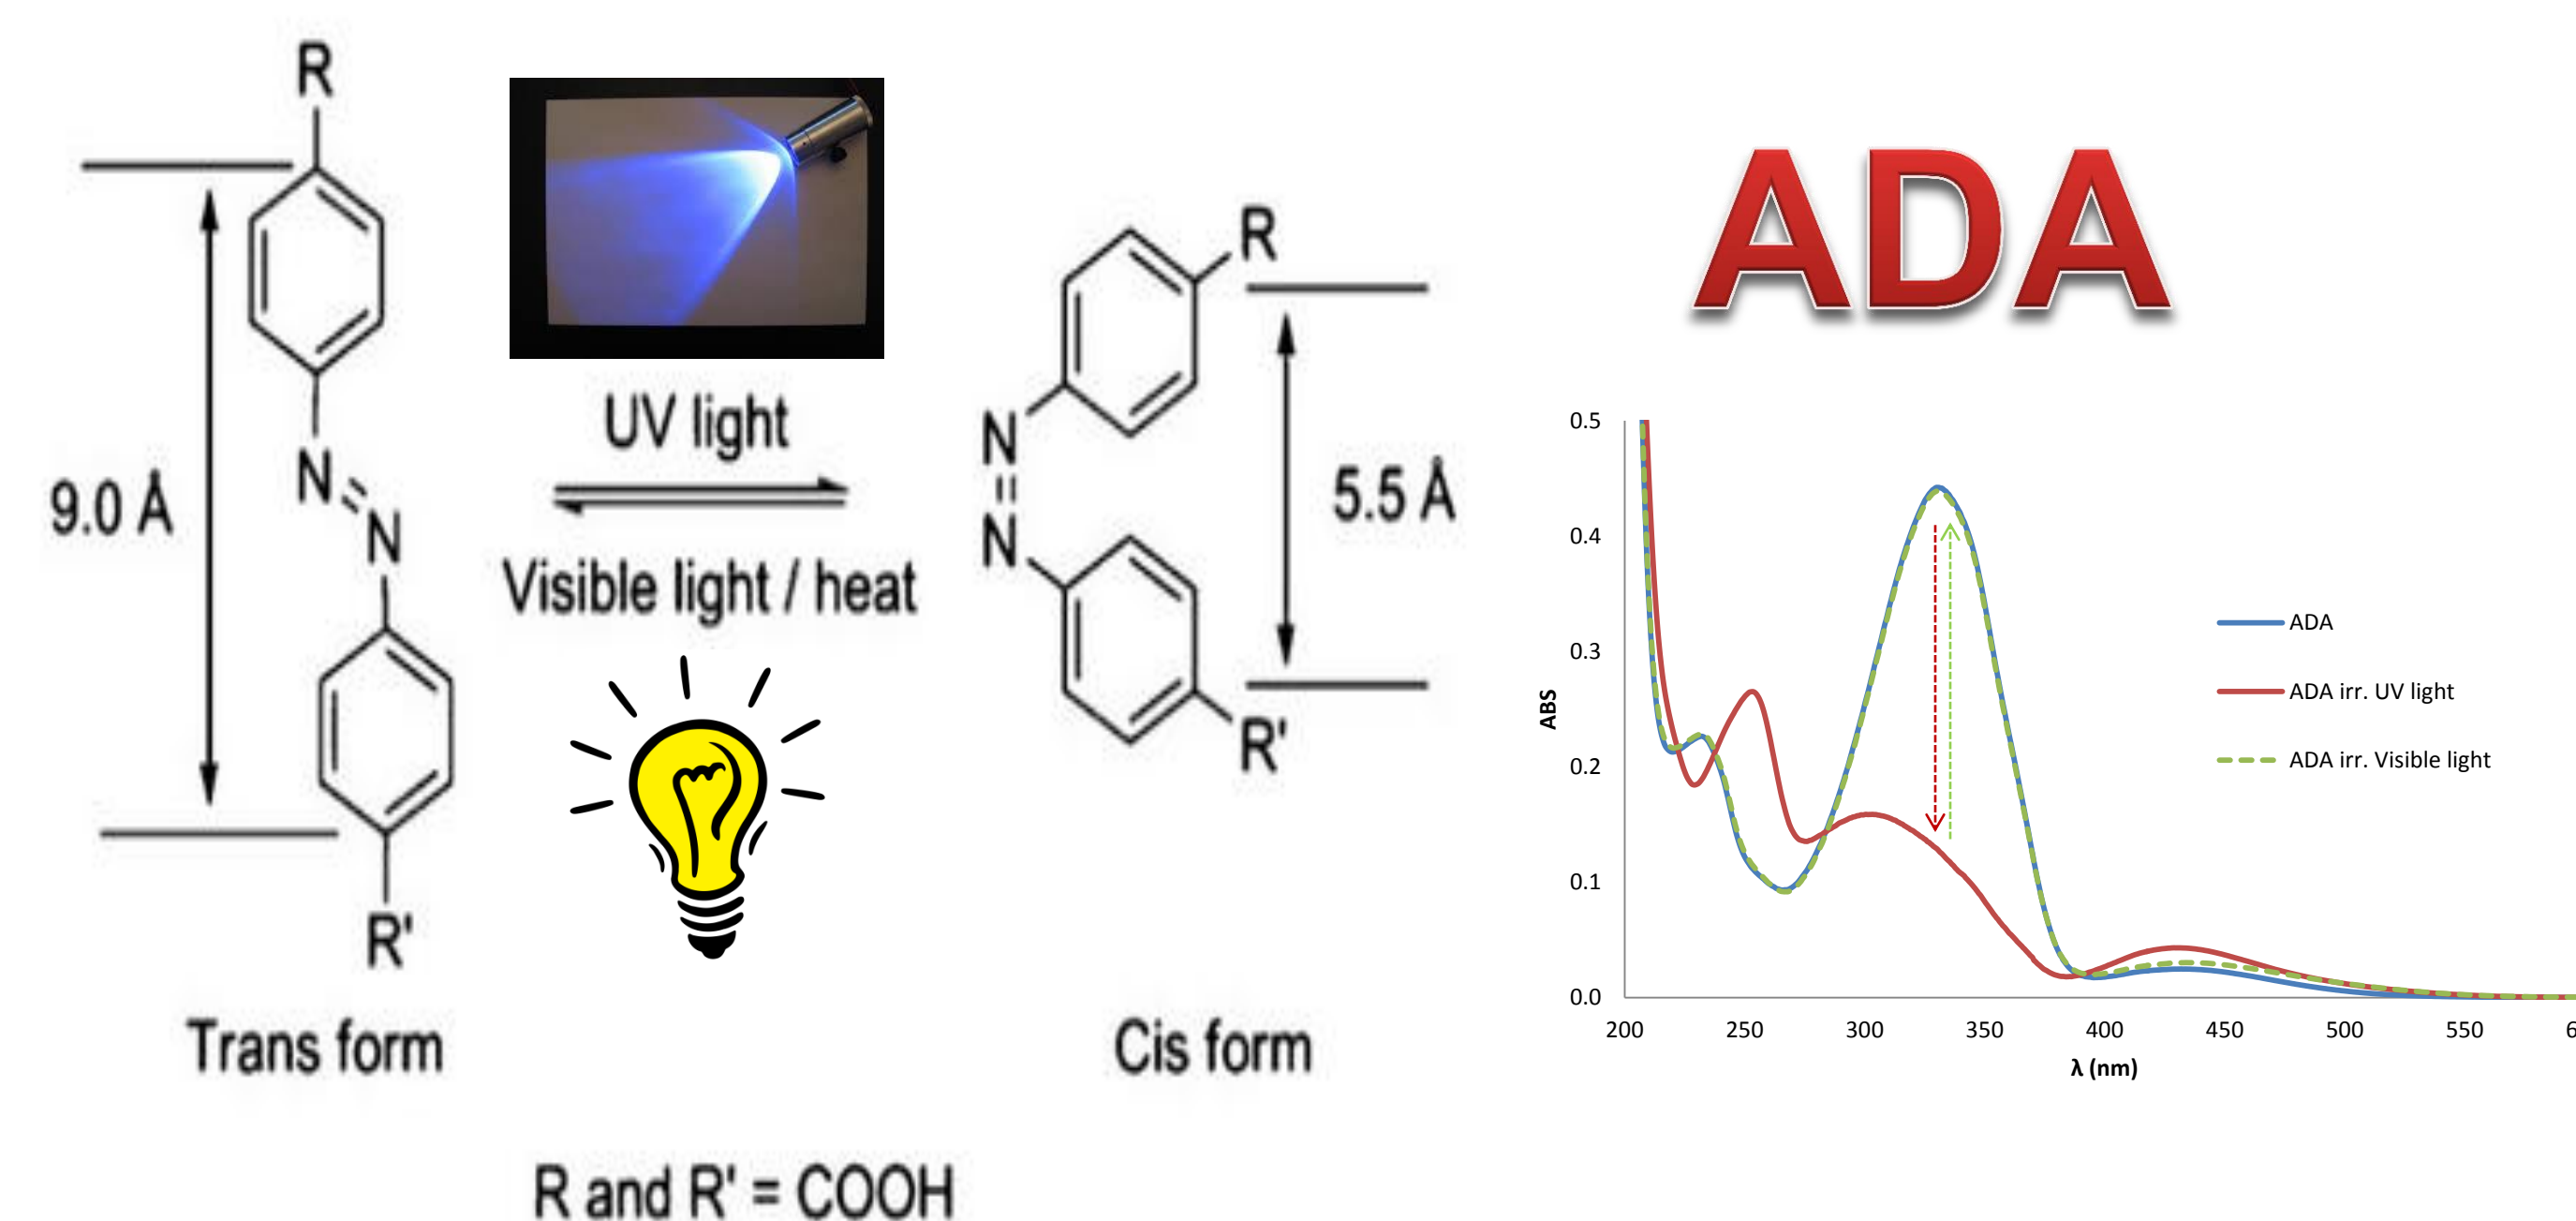 R
9.0 Å
N
N
R'
Trans form
UV light
Visible light / heat
R
N
N
5.5 Å
R'
Cis form
R and R' = COOH
ADA
0.5
0.4
0.3
0.2
0.1
0.0
ABS
200 250 300 350 400 450 500 550 6
λ (nm)
ADA
ADA irr. UV light
ADA irr. Visible light